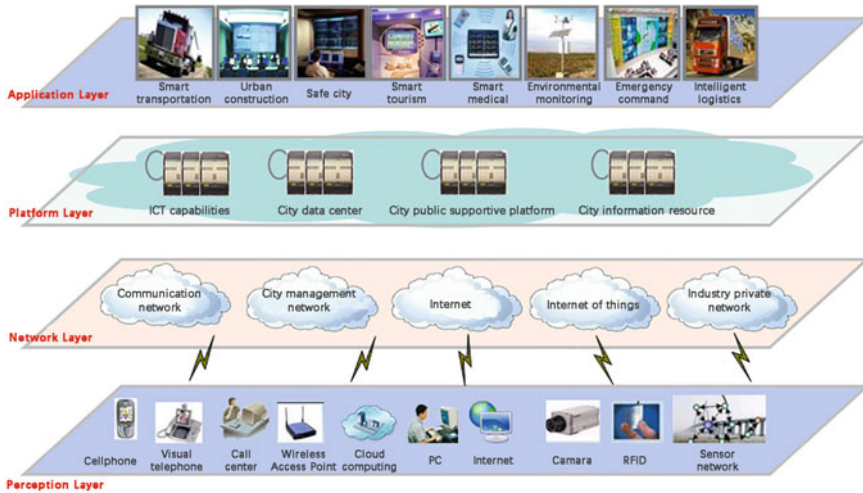 Smart
transportation
Urban
construction
Safe city
Smart
tourism
Smart
medical
Environmental
monitoring
Emergency
command
Intelligent
logistics
Application Layer
ICT capabilities
City data center
City public supportive platform
City information resource
Platform Layer
Communication
network
City management
network
Internet
Internet of things
Industry private
network
Network Layer
Cellphone
Visual
telephone
Call
center
Wireless
Access Point
Cloud
computing
PC
Internet
Camara
RFID
Sensor
network
Perception Layer